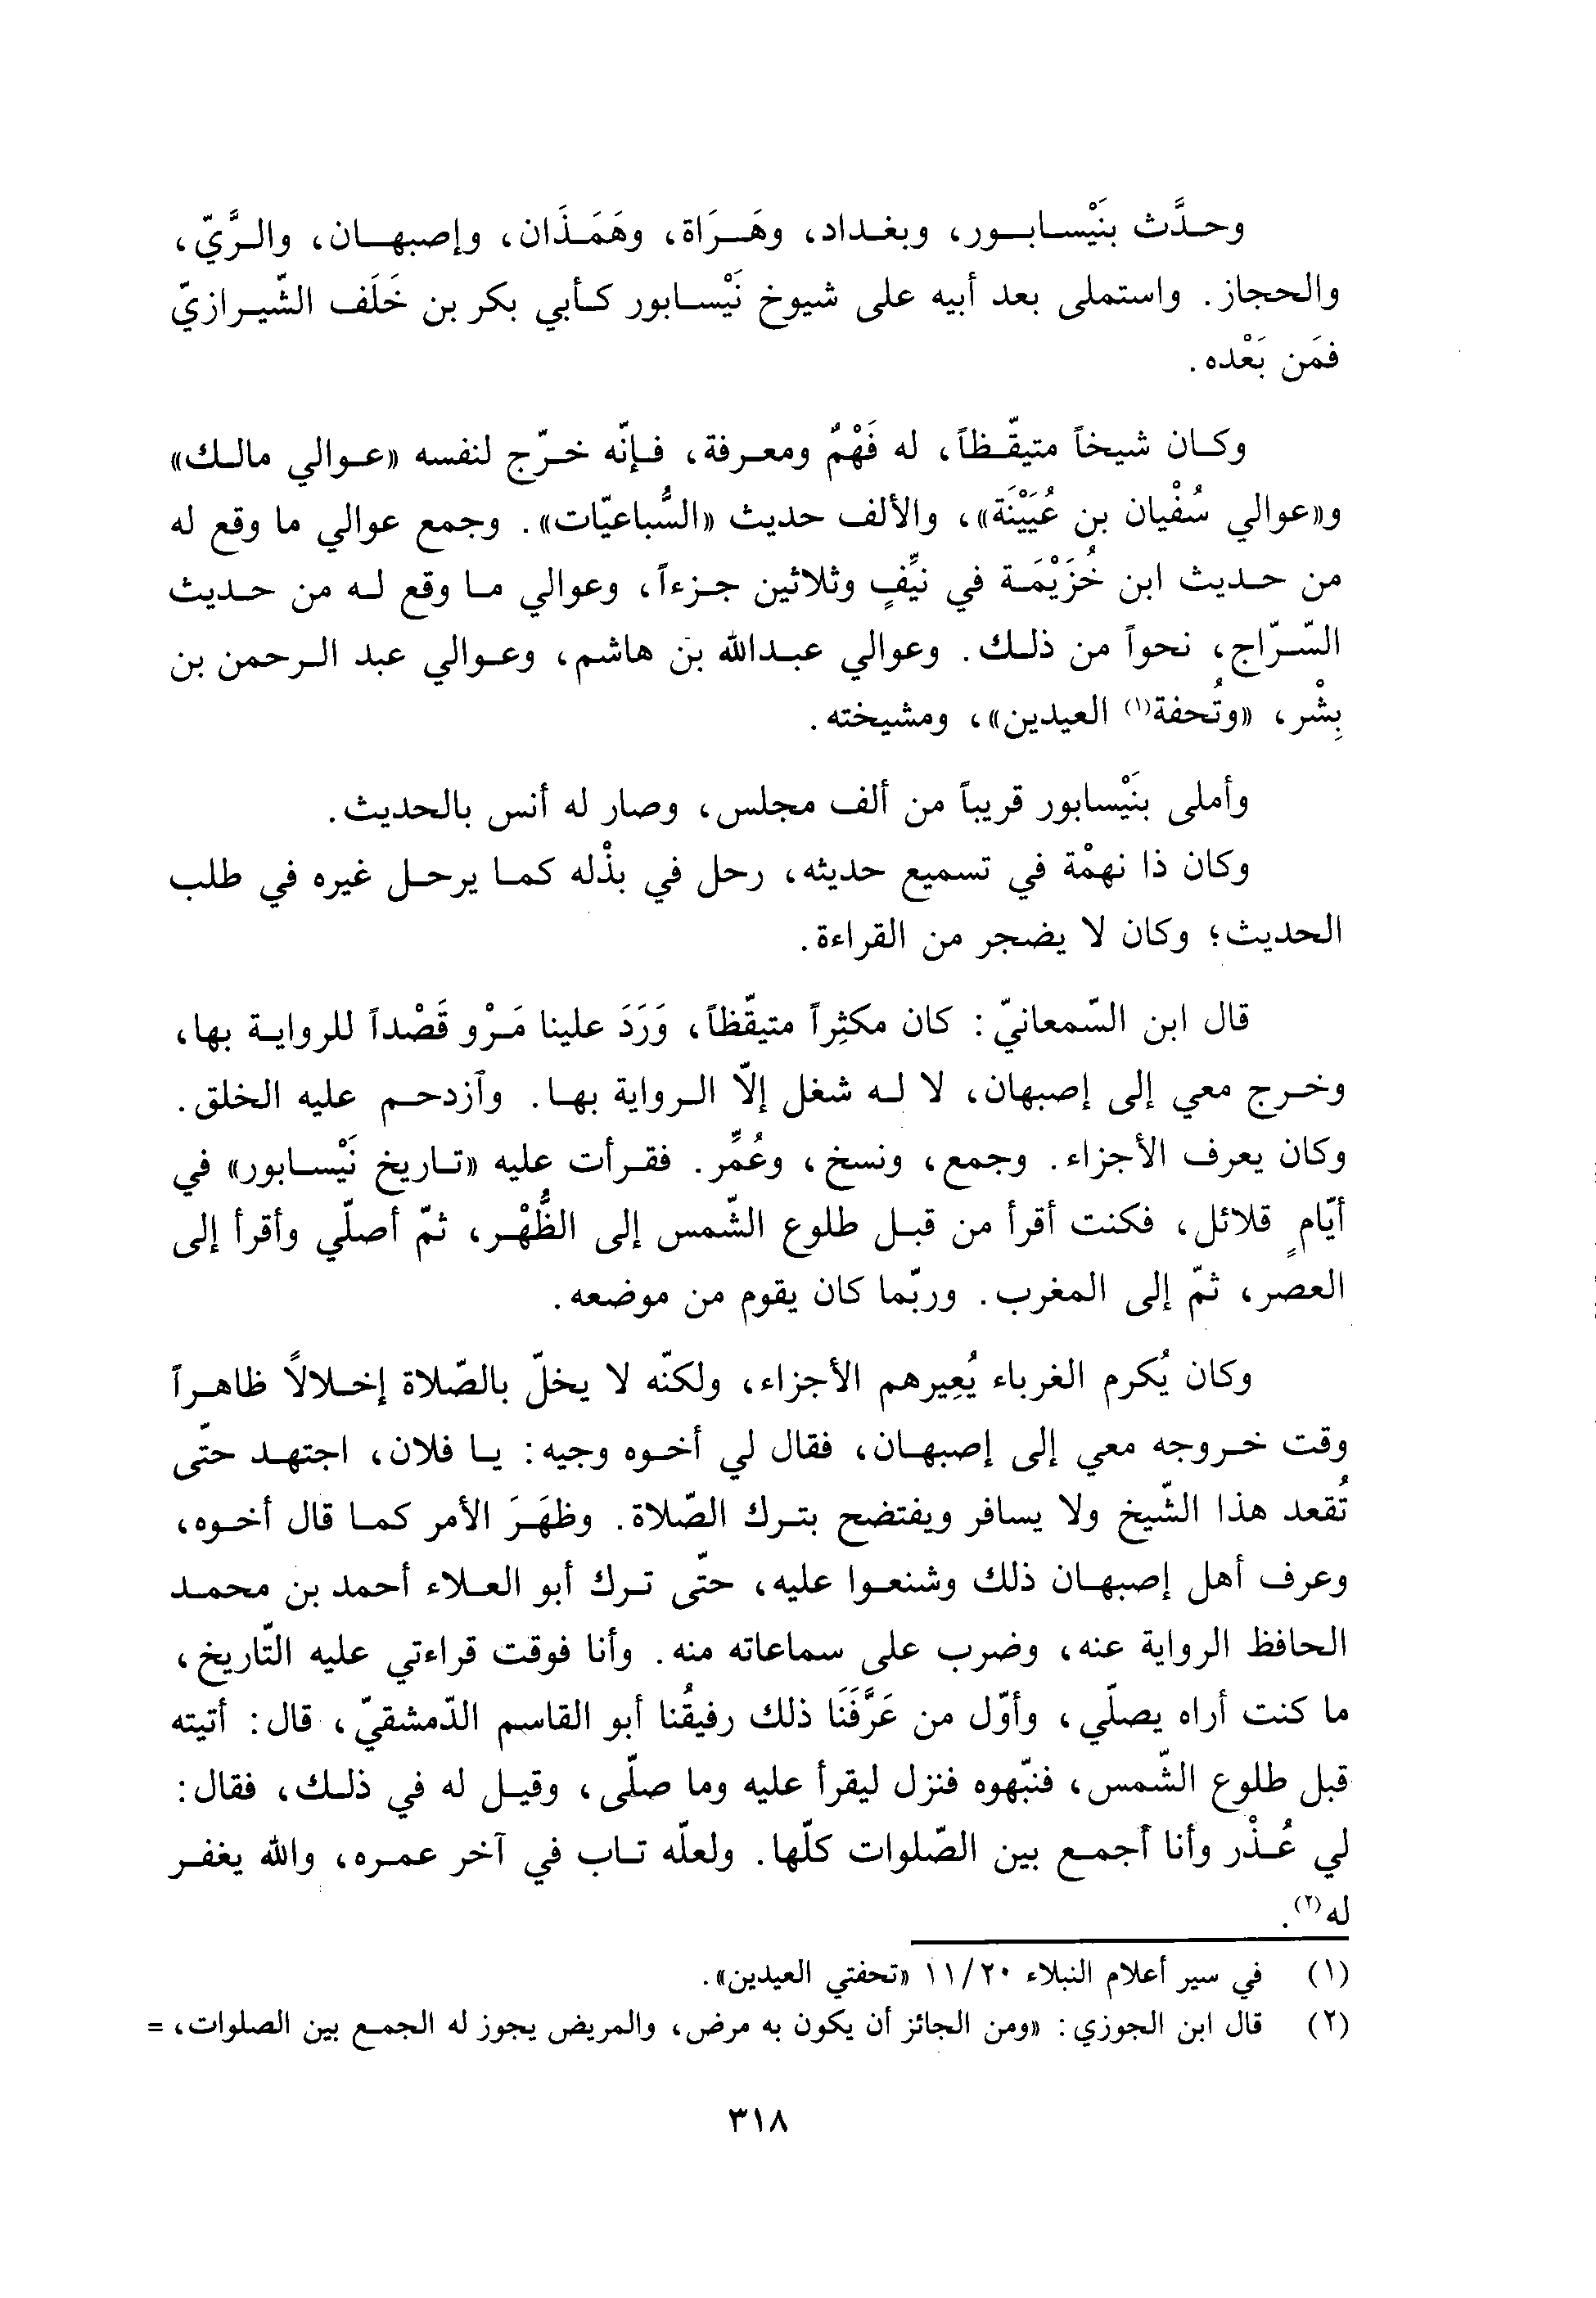 وحدَّث بنَيْسابور، وبغداد، وهَرَاة، وهَمَذَان، وإصبهان، والرَّيّ،
والحجاز. واستملى بعد أبيه على شيوخ نَيْسابور كأبي بكر بن خَلَف الشّيرازيّ
فمَن بَعْده.
وكان شيخاً متيقّظاً، له فَهْمٌ ومعرفة، فإنّه خرّج لنفسه «عوالي مالك»
و«عوالي سُفْيان بن عُيَيْنَة»، والألف حديث «السُّباعيّات». وجمع عوالي ما وقع له
من حديث ابن خُزَيْمَة في نيِّفٍ وثلاثين جزءاً، وعوالي ما وقع له من حديث
السّرّاج، نحواً من ذلك. وعوالي عبدالله بن هاشم، وعوالي عبد الرحمن بن
بِشْر، «وتُحفة(١) العيدين»، ومشيخته.
وأملى بنَيْسابور قريباً من ألف مجلس، وصار له أنس بالحديث.
وكان ذا نهمْة في تسميع حديثه، رحل في بذْله كما يرحل غيره في طلب
الحديث؛ وكان لا يضجر من القراءة.
قال ابن السّمعانيّ: كان مكثِراً متيقّظاً، وَرَدَ علينا مَرْو قَصْداً للرواية بها،
وخرج معي إلى إصبهان، لا له شغل إلّا الرواية بها. وآزدحم عليه الخلق.
وكان يعرف الأجزاء. وجمع، ونسخ، وعُمِّر. فقرأت عليه «تاريخ نَيْسابور» في
أيّامٍ قلائل، فكنت أقرأ من قبل طلوع الشّمس إلى الظُّهْر، ثمّ أصلّي وأقرأ إلى
العصر، ثمّ إلى المغرب. وربّما كان يقوم من موضعه.
وكان يُكرم الغرباء يُعِيرهم الأجزاء، ولكنّه لا يخلّ بالصّلاة إخلالاً ظاهراً
وقت خروجه معي إلى إصبهان، فقال لي أخوه وجيه: يا فلان، اجتهد حتّى
تُقعد هذا الشّيخ ولا يسافر ويفتضح بترك الصّلاة. وظهَرَ الأمر كما قال أخوه،
وعرف أهل إصبهان ذلك وشنعوا عليه، حتّى ترك أبو العلاء أحمد بن محمد
الحافظ الرواية عنه، وضرب على سماعاته منه. وأنا فوقت قراءتي عليه التّاريخ،
ما كنت أراه يصلّي، وأوّل من عَرَّفَنَا ذلك رفيقُنا أبو القاسم الدّمشقيّ، قال: أتيته
قبل طلوع الشّمس، فنبّهوه فنزل ليقرأ عليه وما صلّى، وقيل له في ذلك، فقال:
لي عُذْر وأنا أجمع بين الصّلوات كلّها. ولعلّه تاب في آخر عمره، والله يغفر
له(٢).
(١) في سير أعلام النبلاء ١١/٢٠ «تحفتي العيدين».
(٢) قال ابن الجوزي: «ومن الجائز أن يكون به مرض، والمريض يجوز له الجمع بين الصلوات، =
٣١٨